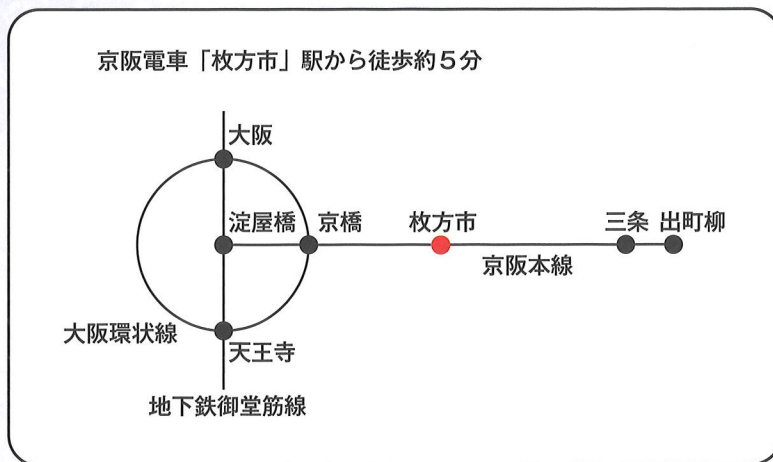 京阪電車「枚方市」駅から徒歩約５分
大阪
淀屋橋
京橋
枚方市
三条
出町柳
京阪本線
大阪環状線
天王寺
地下鉄御堂筋線